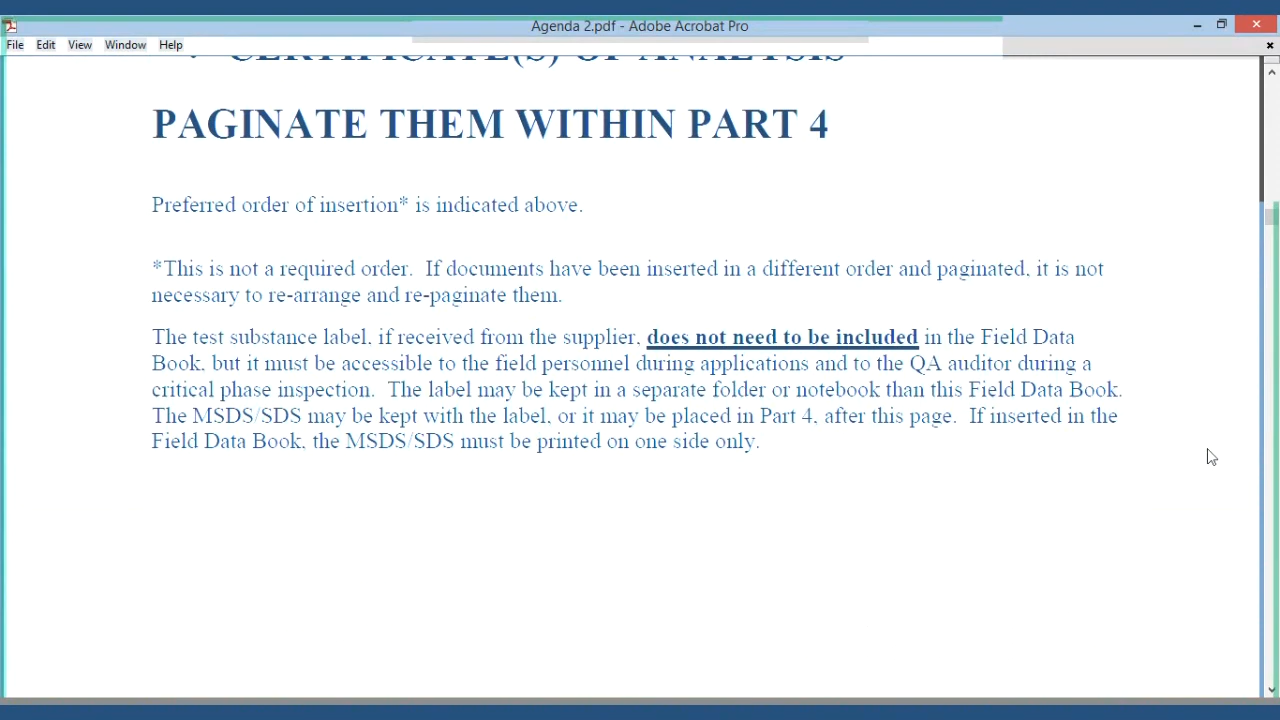 Agenda 2.pdf - Adobe Acrobat Pro
File Edit View Window Help
CERTIFICATE(S) OF ANALYSIS
PAGINATE THEM WITHIN PART 4
Preferred order of insertion* is indicated above.
*This is not a required order.  If documents have been inserted in a different order and paginated, it is not
necessary to re-arrange and re-paginate them.
The test substance label, if received from the supplier, does not need to be included in the Field Data
Book, but it must be accessible to the field personnel during applications and to the QA auditor during a
critical phase inspection.  The label may be kept in a separate folder or notebook than this Field Data Book.
The MSDS/SDS may be kept with the label, or it may be placed in Part 4, after this page.  If inserted in the
Field Data Book, the MSDS/SDS must be printed on one side only.